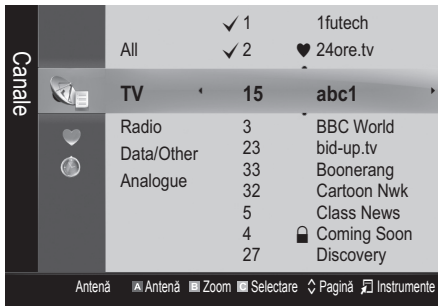 Canale
✓ 1 1futech
All ✓ 2 ♥ 24ore.tv
TV 15 abc1
Radio 3 BBC World
Data/Other 23 bid-up.tv
Analogue 33 Boonerang
32 Cartoon Nwk
5 Class News
4 Coming Soon
27 Discovery
Antenă A Antenă B Zoom C Selectare Pagină Instrumente